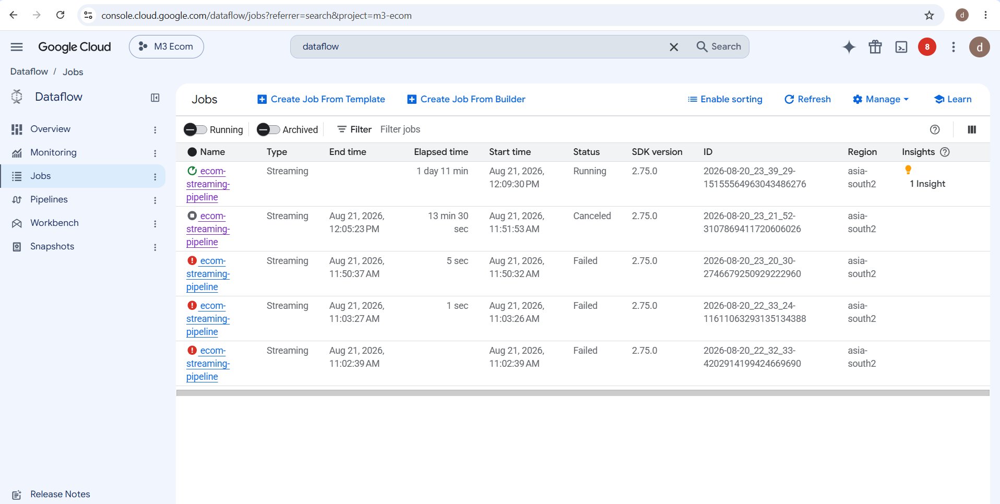 console.cloud.google.com/dataflow/jobs?referrer=search&project=m3-ecom
d
Google Cloud
M3 Ecom
dataflow
Search
8
d
Dataflow / Jobs
Dataflow
Overview
Monitoring
Jobs
Pipelines
Workbench
Snapshots
Release Notes
Jobs
Create Job From Template
Create Job From Builder
Enable sorting
Refresh
Manage
Learn
Running
Archived
Filter
Filter jobs
Name Type End time Elapsed time Start time Status SDK version ID Region Insights
ecom- Streaming 1 day 11 min Aug 21, 2026, Running 2.75.0 2026-08-20_23_39_29- asia-
streaming- 12:09:30 PM 15155564963043486276 south2 1 Insight
pipeline
ecom- Streaming Aug 21, 2026, 13 min 30 Aug 21, 2026, Canceled 2.75.0 2026-08-20_23_21_52- asia-
streaming- 12:05:23 PM sec 11:51:53 AM 3107869411720606026 south2
pipeline
ecom- Streaming Aug 21, 2026, 5 sec Aug 21, 2026, Failed 2.75.0 2026-08-20_23_20_30- asia-
streaming- 11:50:37 AM 11:50:32 AM 2746679250929222960 south2
pipeline
ecom- Streaming Aug 21, 2026, 1 sec Aug 21, 2026, Failed 2.75.0 2026-08-20_22_33_24- asia-
streaming- 11:03:27 AM 11:03:26 AM 11611063293135134388 south2
pipeline
ecom- Streaming Aug 21, 2026, Aug 21, 2026, Failed 2.75.0 2026-08-20_22_32_33- asia-
streaming- 11:02:39 AM 11:02:39 AM 4202914199424669690 south2
pipeline